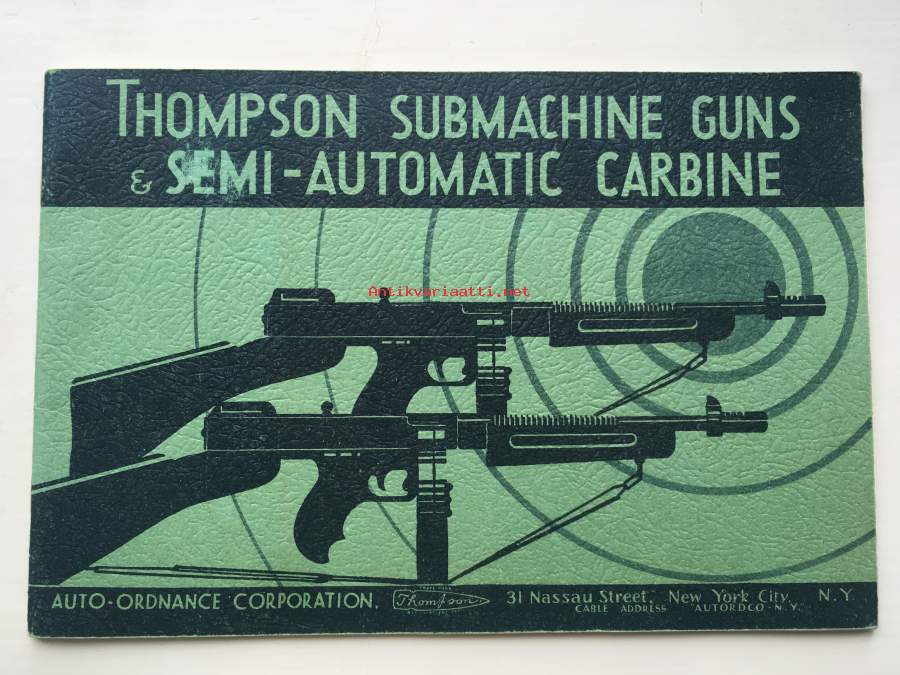 THOMPSON SUBMACHINE GUNS
& SEMI-AUTOMATIC CARBINE
Antikvariaatti.net
AUTO-ORDNANCE CORPORATION.
Thompson
31 Nassau Street, New York City, N.Y.
CABLE ADDRESS "AUTORDCO-N.Y."